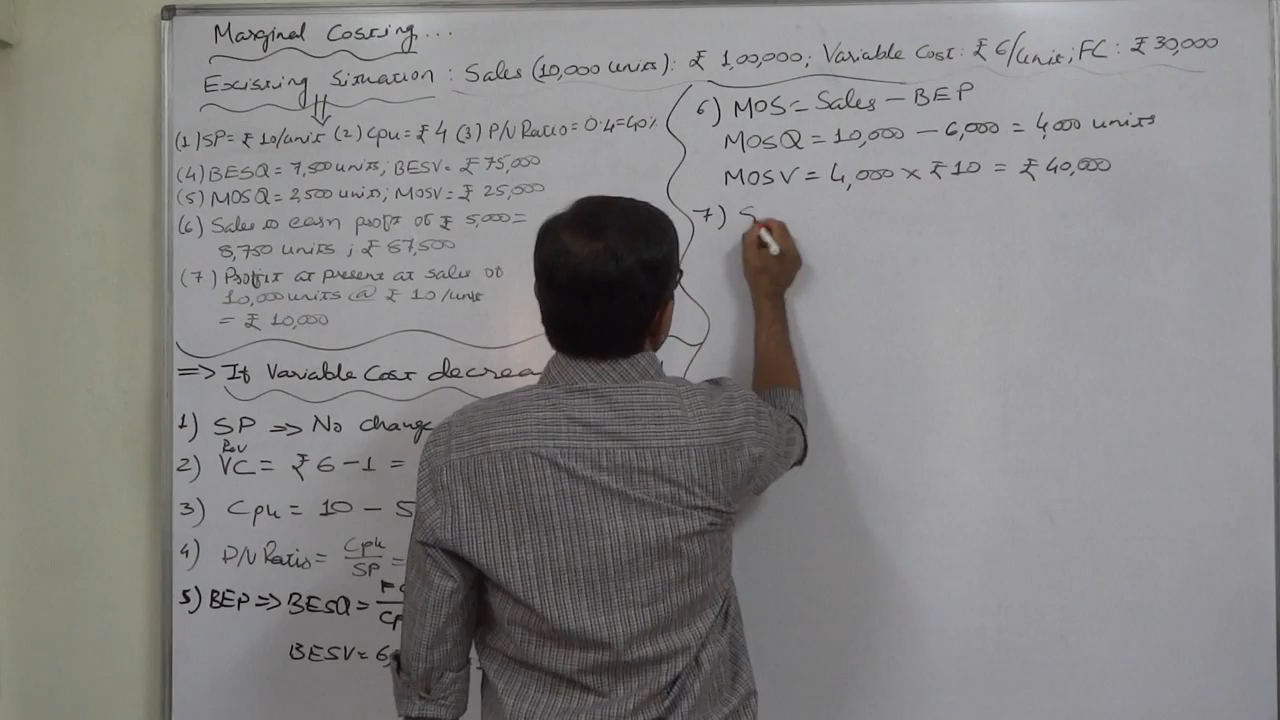 Marginal Costing...
Existing Situation : Sales (10,000 units): ₹ 1,00,000; Variable Cost: ₹ 6/unit; FC: ₹ 30,000
(1) SP = ₹ 10/unit (2) Cpu = ₹ 4 (3) P/V Ratio = 0.4 = 40%
(4) BESQ = 7,500 units; BESV = ₹ 75,000
(5) MOSQ = 2,500 units; MOSV = ₹ 25,000
(6) Sales to earn profit of ₹ 5,000 =
8,750 units ; ₹ 87,500
(7) Profit at present at sales of
10,000 units @ ₹ 10/unit
= ₹ 10,000
=> If Variable Cost decrea
1) SP => No change
2) Rev VC = ₹ 6 - 1 =
3) Cpu = 10 - 5
4) P/V Ratio = Cpu/SP =
5) BEP => BESQ =
BESV = 6,
6) MOS = Sales - BEP
MOSQ = 10,000 - 6,000 = 4,000 units
MOSV = 4,000 × ₹ 10 = ₹ 40,000
7) S